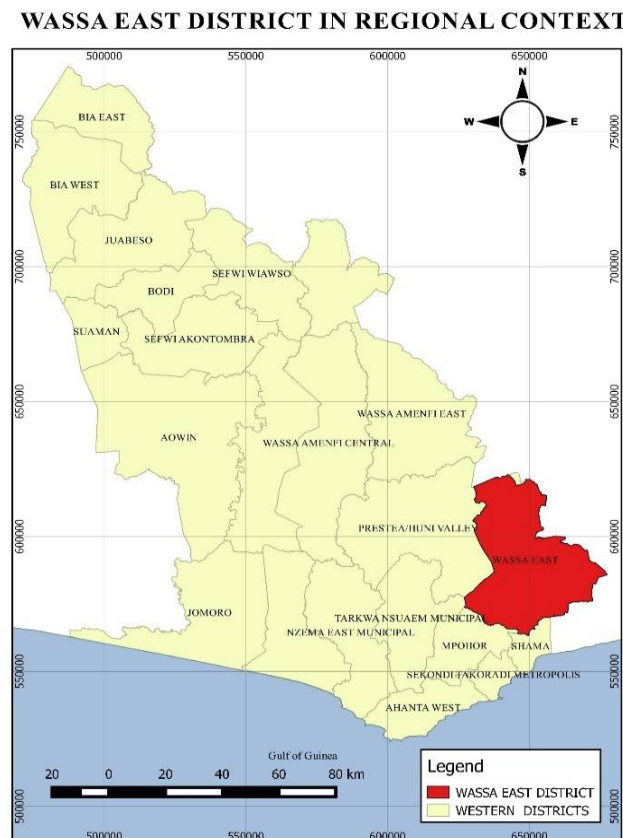 WASSA EAST DISTRICT IN REGIONAL CONTEXT
500000 550000 600000 650000
N
W E
S
750000 750000
BIA EAST
BIA WEST
JUABESO
700000 700000
SEFWI WIAWSO
BODI
SUAMAN
SEFWI AKONTOMBRA
650000 650000
WASSA AMENFI EAST
AOWIN
WASSA AMENFI CENTRAL
PRESTEA/HUNI VALLEY
600000 600000
WASSA EAST
JOMORO
TARKWA NSUAEM MUNICIPAL
NZEMA EAST MUNICIPAL
MPOHOR
SHAMA
550000 550000
SEKONDI TAKORADI METROPOLIS
AHANTA WEST
Gulf of Guinea
20 0 20 40 60 80 km
Legend
WASSA EAST DISTRICT
WESTERN DISTRICTS
500000 500000
500000 550000 600000 650000